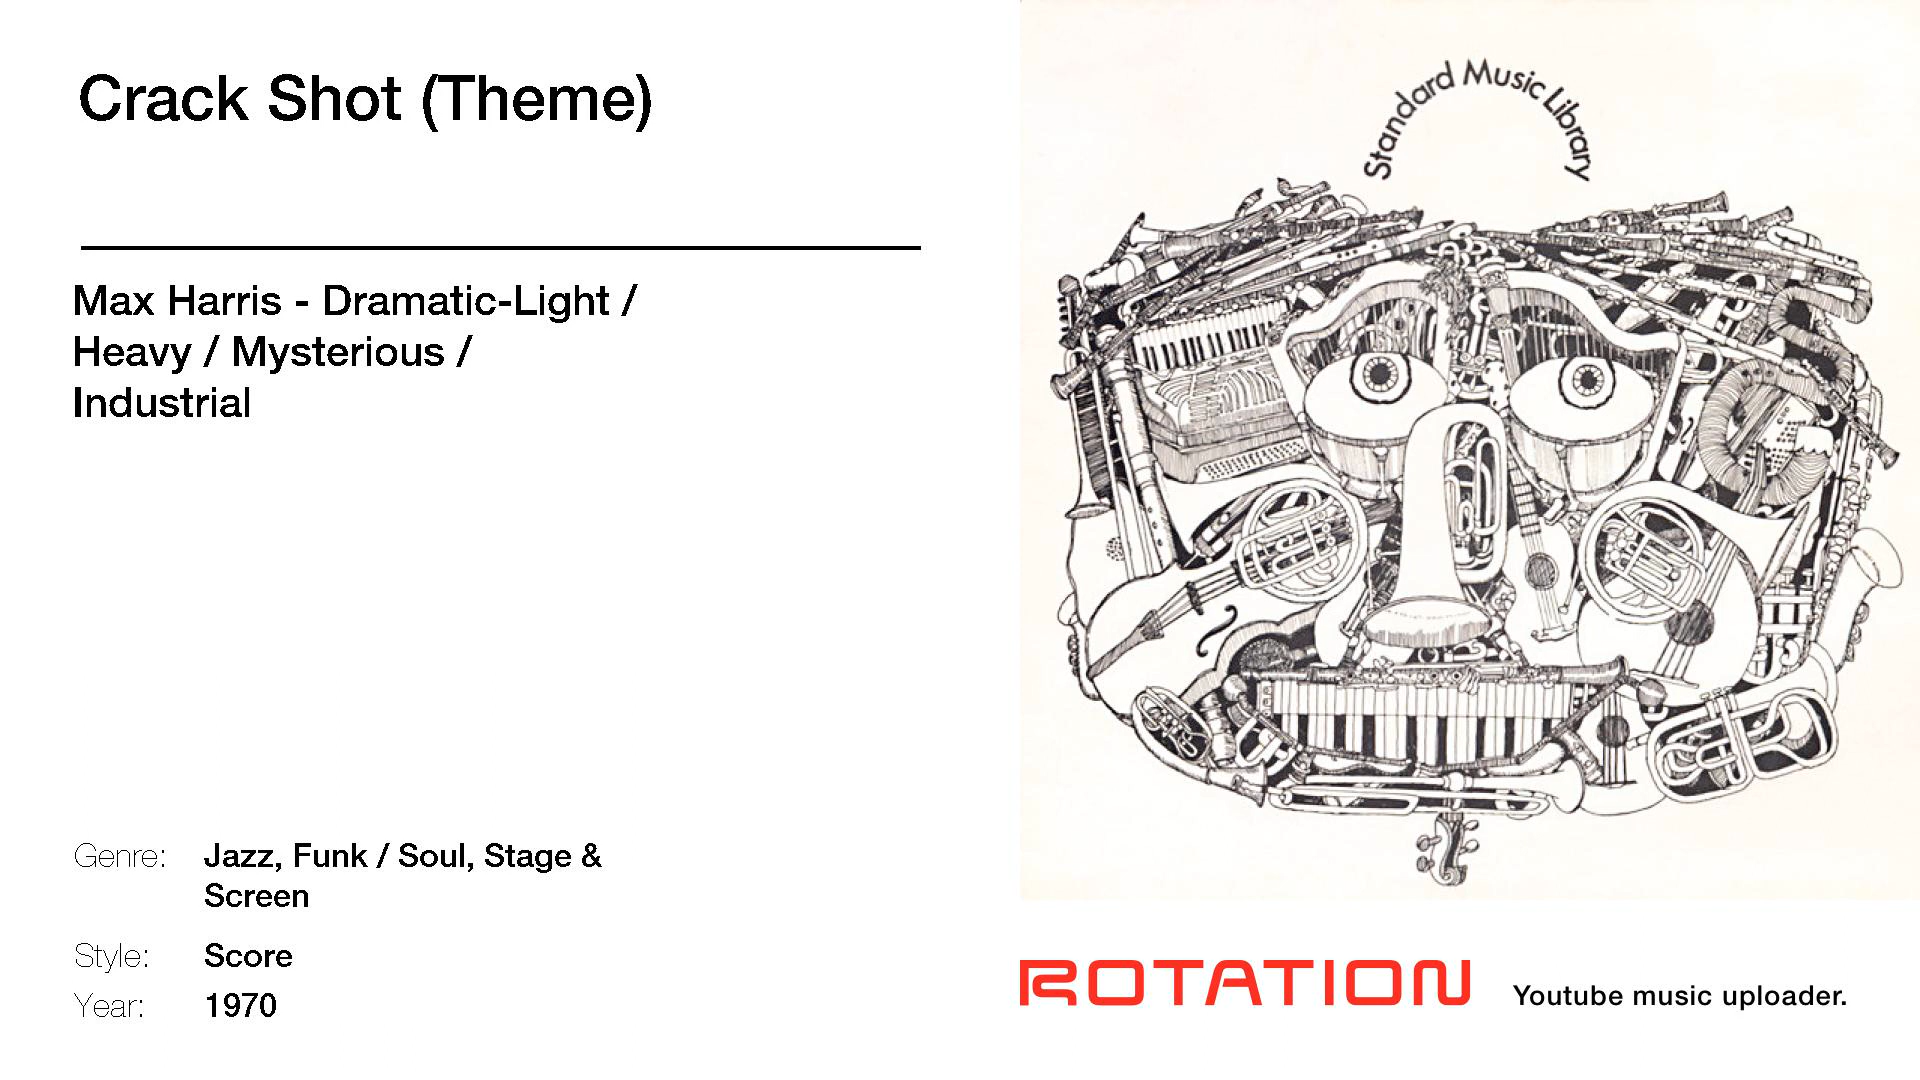 Crack Shot (Theme)
Max Harris - Dramatic-Light /
Heavy / Mysterious /
Industrial
Genre: Jazz, Funk / Soul, Stage &
Screen
Style: Score
Year: 1970
Standard Music Library
ROTATION
Youtube music uploader.